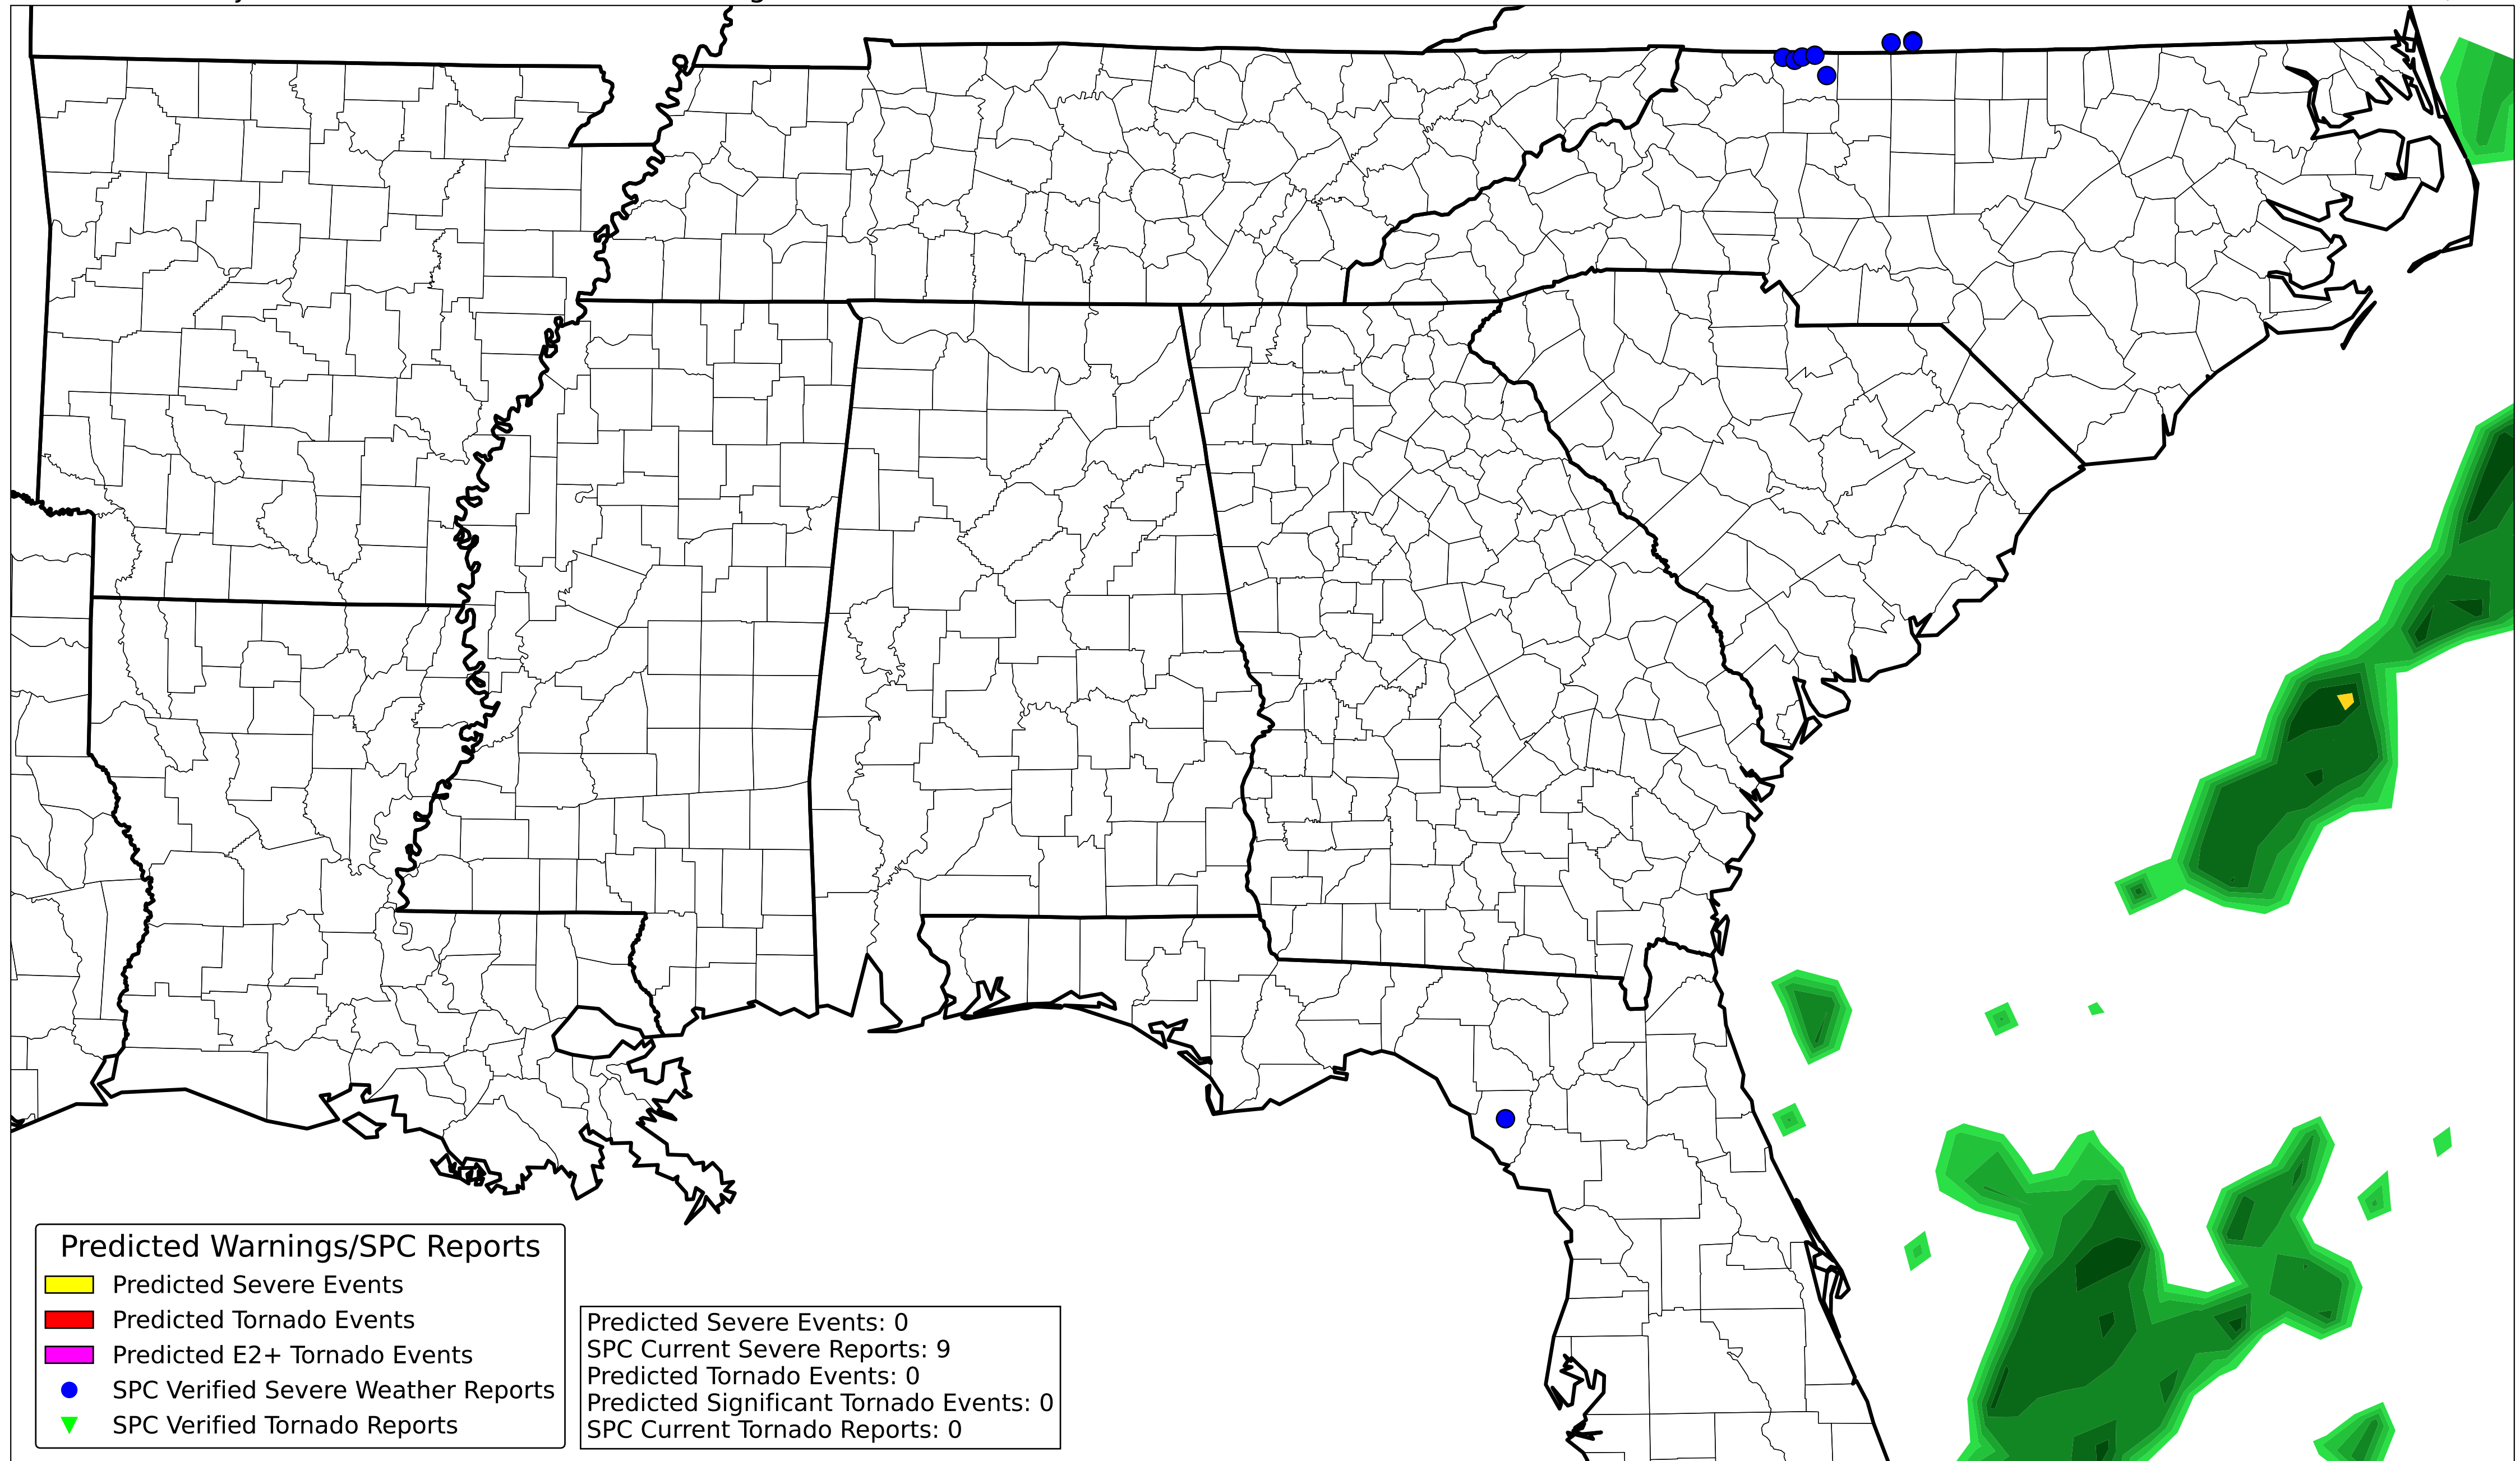 Predicted Warnings/SPC Reports
Predicted Severe Events
Predicted Tornado Events
Predicted E2+ Tornado Events
SPC Verified Severe Weather Reports
SPC Verified Tornado Reports
Predicted Severe Events: 0
SPC Current Severe Reports: 9
Predicted Tornado Events: 0
Predicted Significant Tornado Events: 0
SPC Current Tornado Reports: 0